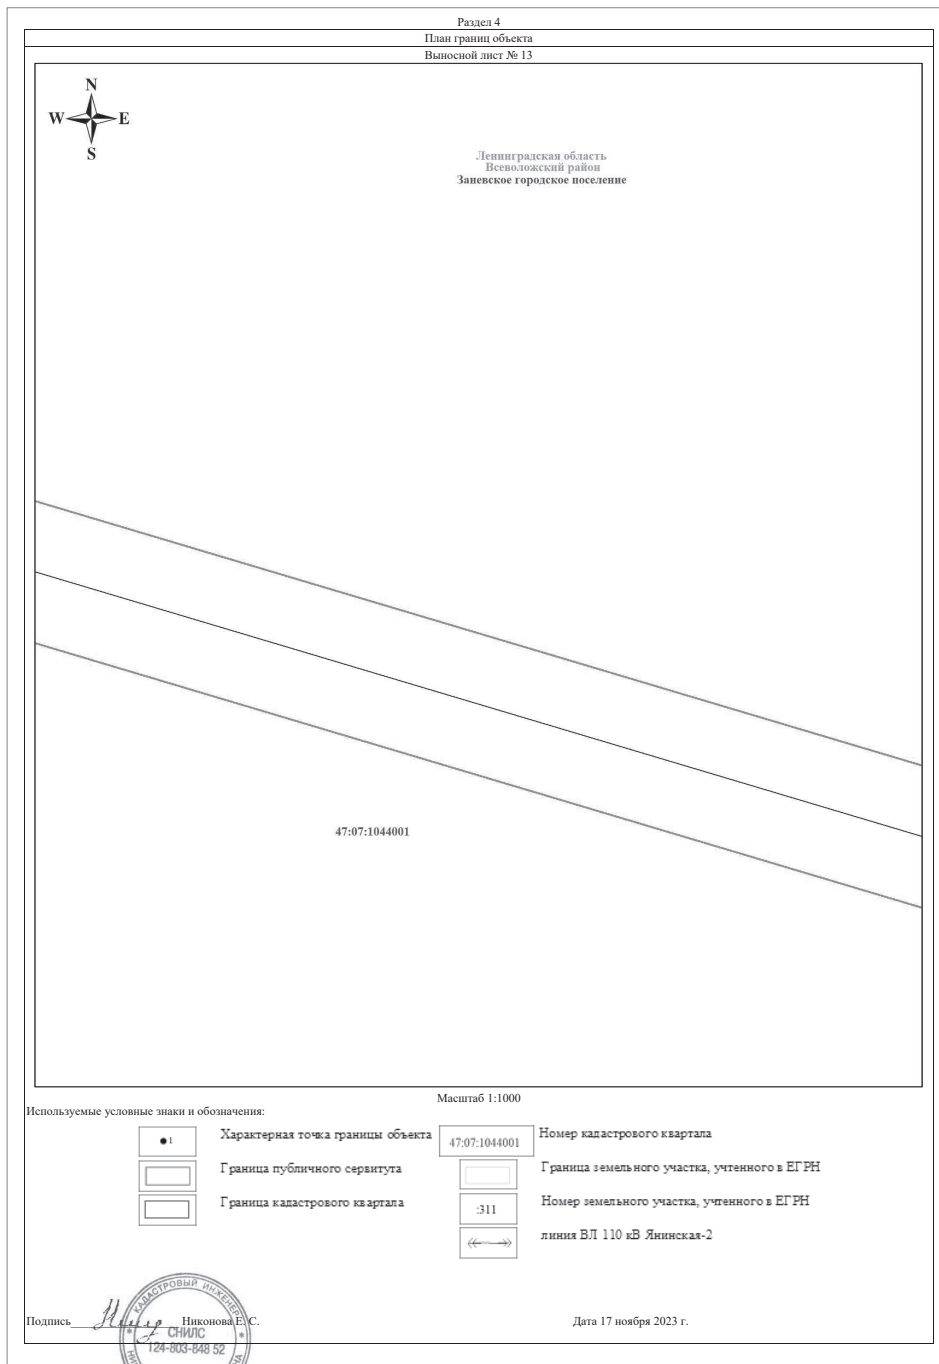 Раздел 4
План границ объекта
Выносной лист № 13
N
W E
S
Ленинградская область
Всеволожский район
Заневское городское поселение
47:07:1044001
Масштаб 1:1000
Используемые условные знаки и обозначения:
1 Характерная точка границы объекта
Граница публичного сервитута
Граница кадастрового квартала
47:07:1044001 Номер кадастрового квартала
Граница земельного участка, учтенного в ЕГРН
:311 Номер земельного участка, учтенного в ЕГРН
линия ВЛ 110 кВ Янинская-2
Подпись Никонова Е. С.
Дата 17 ноября 2023 г.
КАДАСТРОВЫЙ ИНЖЕНЕР
СНИЛС
124-803-848 52